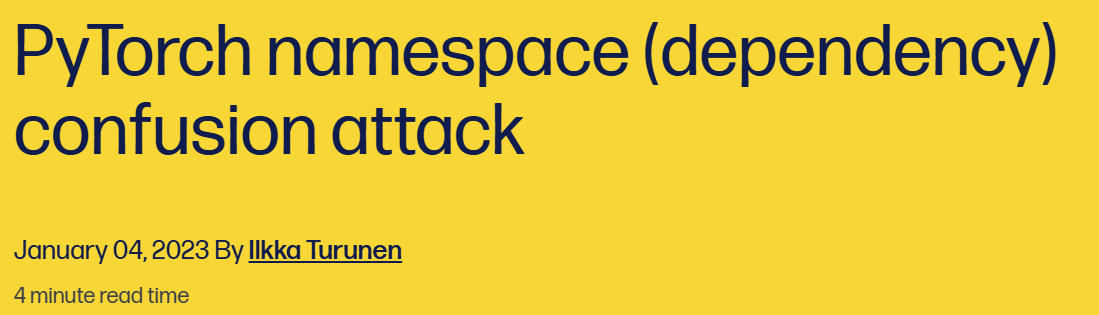 PyTorch namespace (dependency)
confusion attack
January 04, 2023 By Ilkka Turunen
4 minute read time